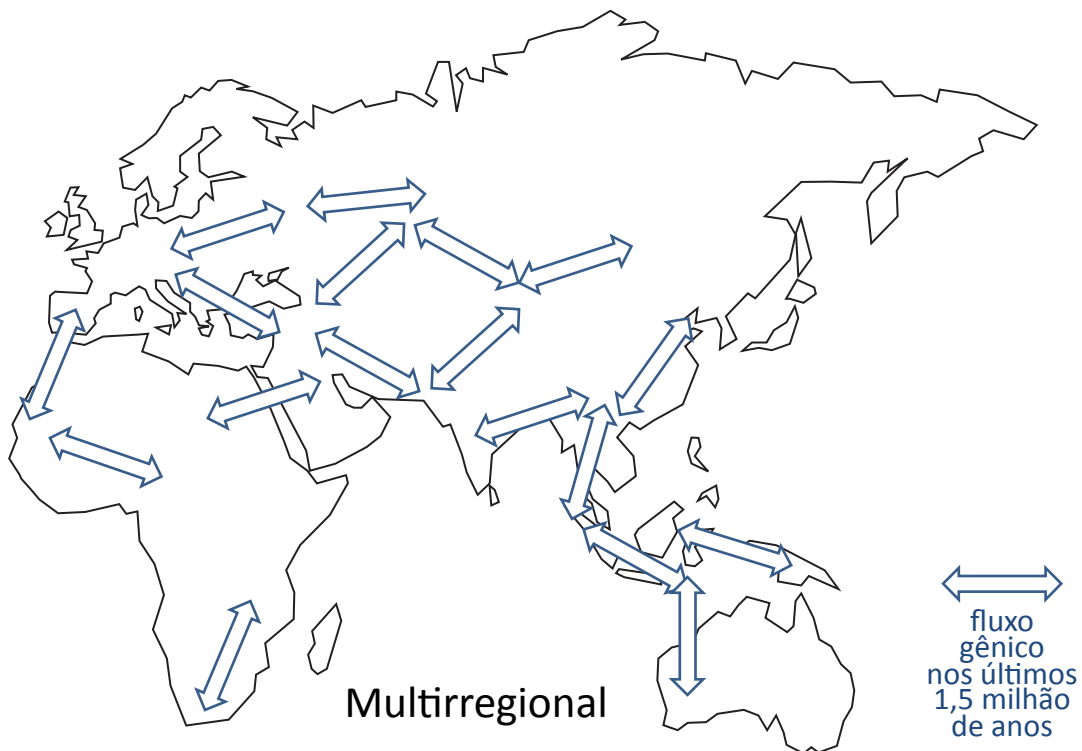 Multirregional
fluxo
gênico
nos últimos
1,5 milhão
de anos